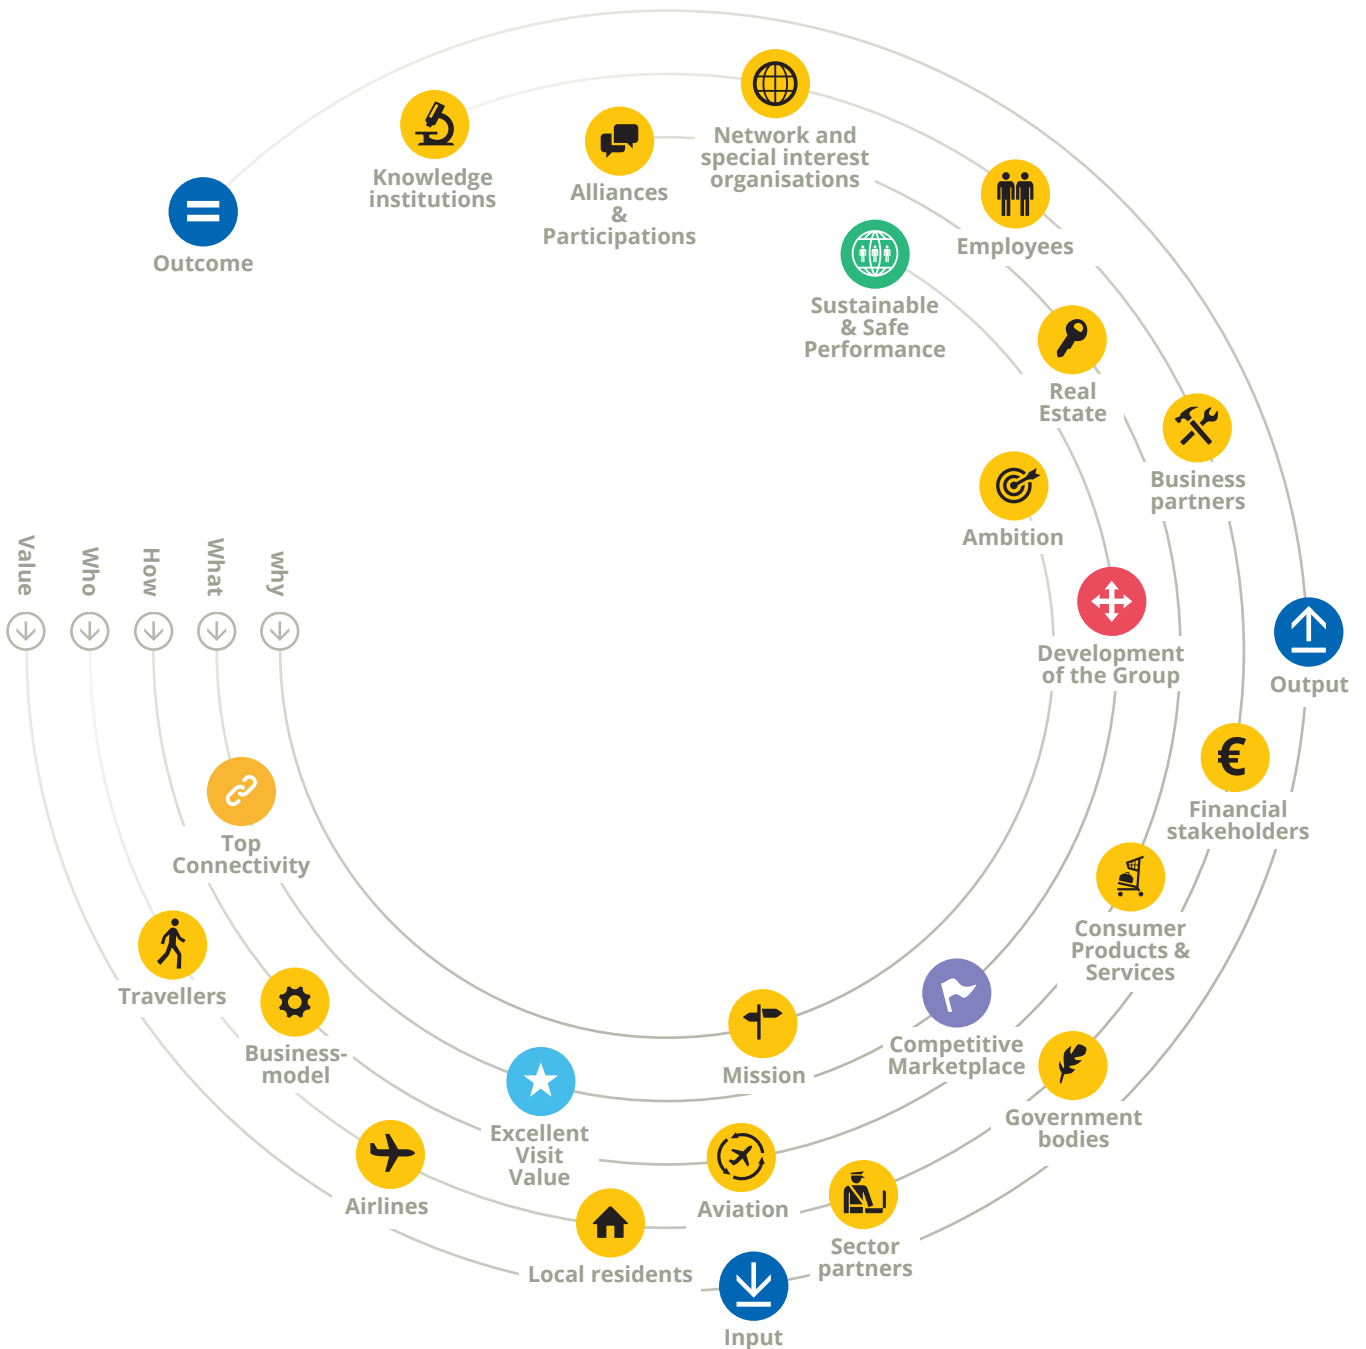 Network and
special interest
organisations
Knowledge
institutions
Alliances
&
Participations
Employees
Outcome
Sustainable
& Safe
Performance
Real
Estate
Business
partners
Ambition
Value
Who
How
What
why
Development
of the Group
Output
Financial
stakeholders
Top
Connectivity
Consumer
Products &
Services
Travellers
Business-
model
Mission
Competitive
Marketplace
Government
bodies
Excellent
Visit
Value
Airlines
Aviation
Sector
partners
Local residents
Input